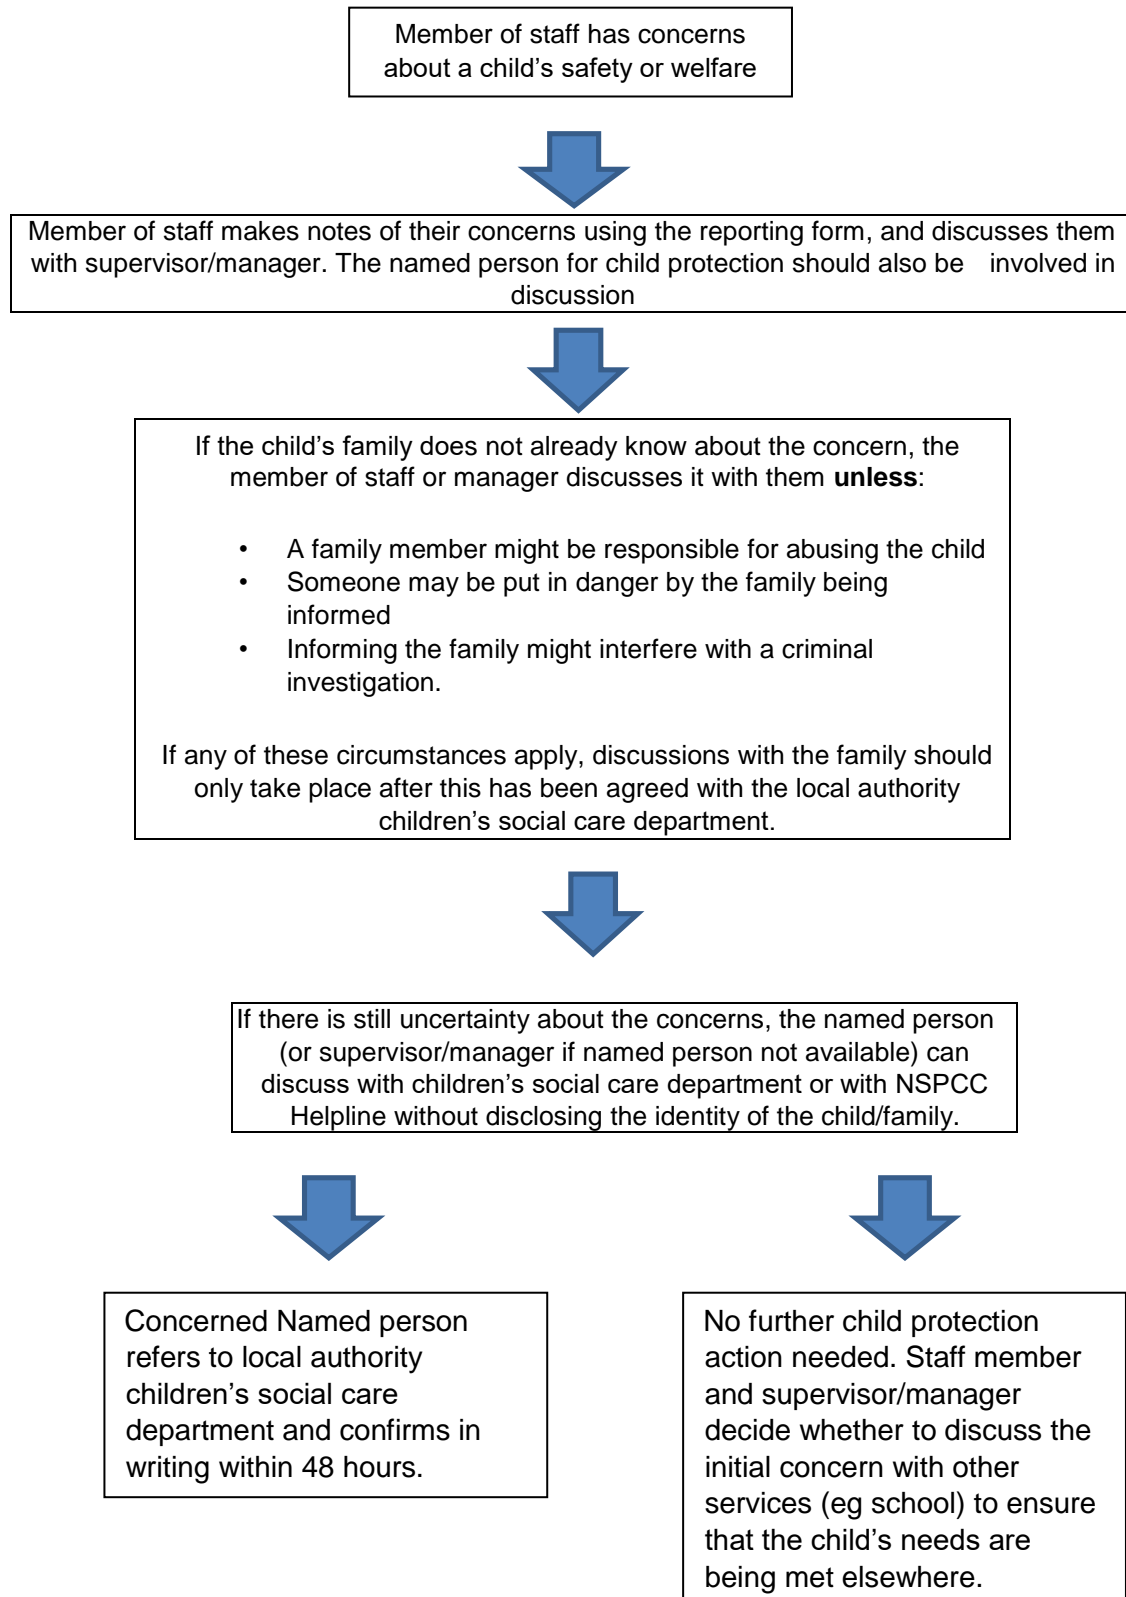 Member of staff has concerns
about a child’s safety or welfare
Member of staff makes notes of their concerns using the reporting form, and discusses them
with supervisor/manager. The named person for child protection should also be involved in
discussion
If the child’s family does not already know about the concern, the
member of staff or manager discusses it with them unless:
• A family member might be responsible for abusing the child
• Someone may be put in danger by the family being
informed
• Informing the family might interfere with a criminal
investigation.
If any of these circumstances apply, discussions with the family should
only take place after this has been agreed with the local authority
children’s social care department.
If there is still uncertainty about the concerns, the named person
(or supervisor/manager if named person not available) can
discuss with children’s social care department or with NSPCC
Helpline without disclosing the identity of the child/family.
Concerned Named person
refers to local authority
children’s social care
department and confirms in
writing within 48 hours.
No further child protection
action needed. Staff member
and supervisor/manager
decide whether to discuss the
initial concern with other
services (eg school) to ensure
that the child’s needs are
being met elsewhere.